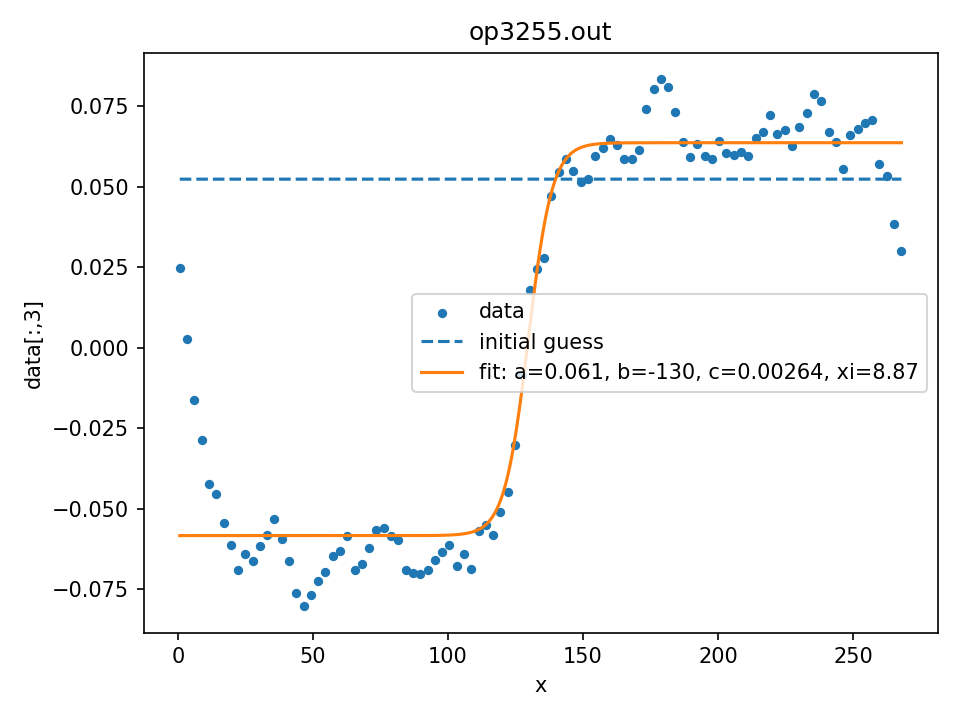 op3255.out
data[:,3]
0.075
0.050
0.025
0.000
−0.025
−0.050
−0.075
data
initial guess
fit: a=0.061, b=-130, c=0.00264, xi=8.87
0 50 100 150 200 250
x